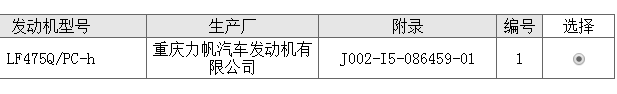 发动机型号 生产厂 附录 编号 选择
LF475Q/PC-h 重庆力帆汽车发动机有限公司 J002-I5-086459-01 1